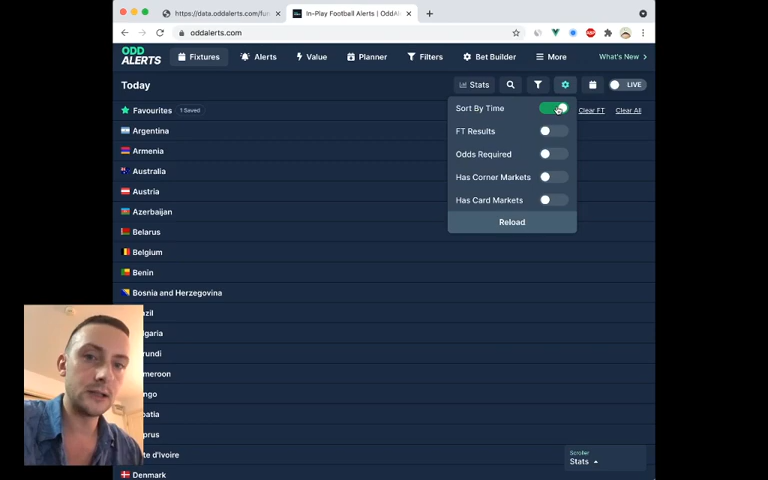 https://data.oddalerts.com/fut
In-Play Football Alerts | OddAl
oddalerts.com
ODD ALERTS
Fixtures
Alerts
Value
Planner
Filters
Bet Builder
More
What's New
Today
Stats
LIVE
Favourites
1 Saved
Clear FT
Clear All
Sort By Time
FT Results
Odds Required
Has Corner Markets
Has Card Markets
Reload
Argentina
Armenia
Australia
Austria
Azerbaijan
Belarus
Belgium
Benin
Bosnia and Herzegovina
azil
lgaria
rundi
meroon
ngo
oatia
prus
te d'Ivoire
Denmark
Scroller
Stats